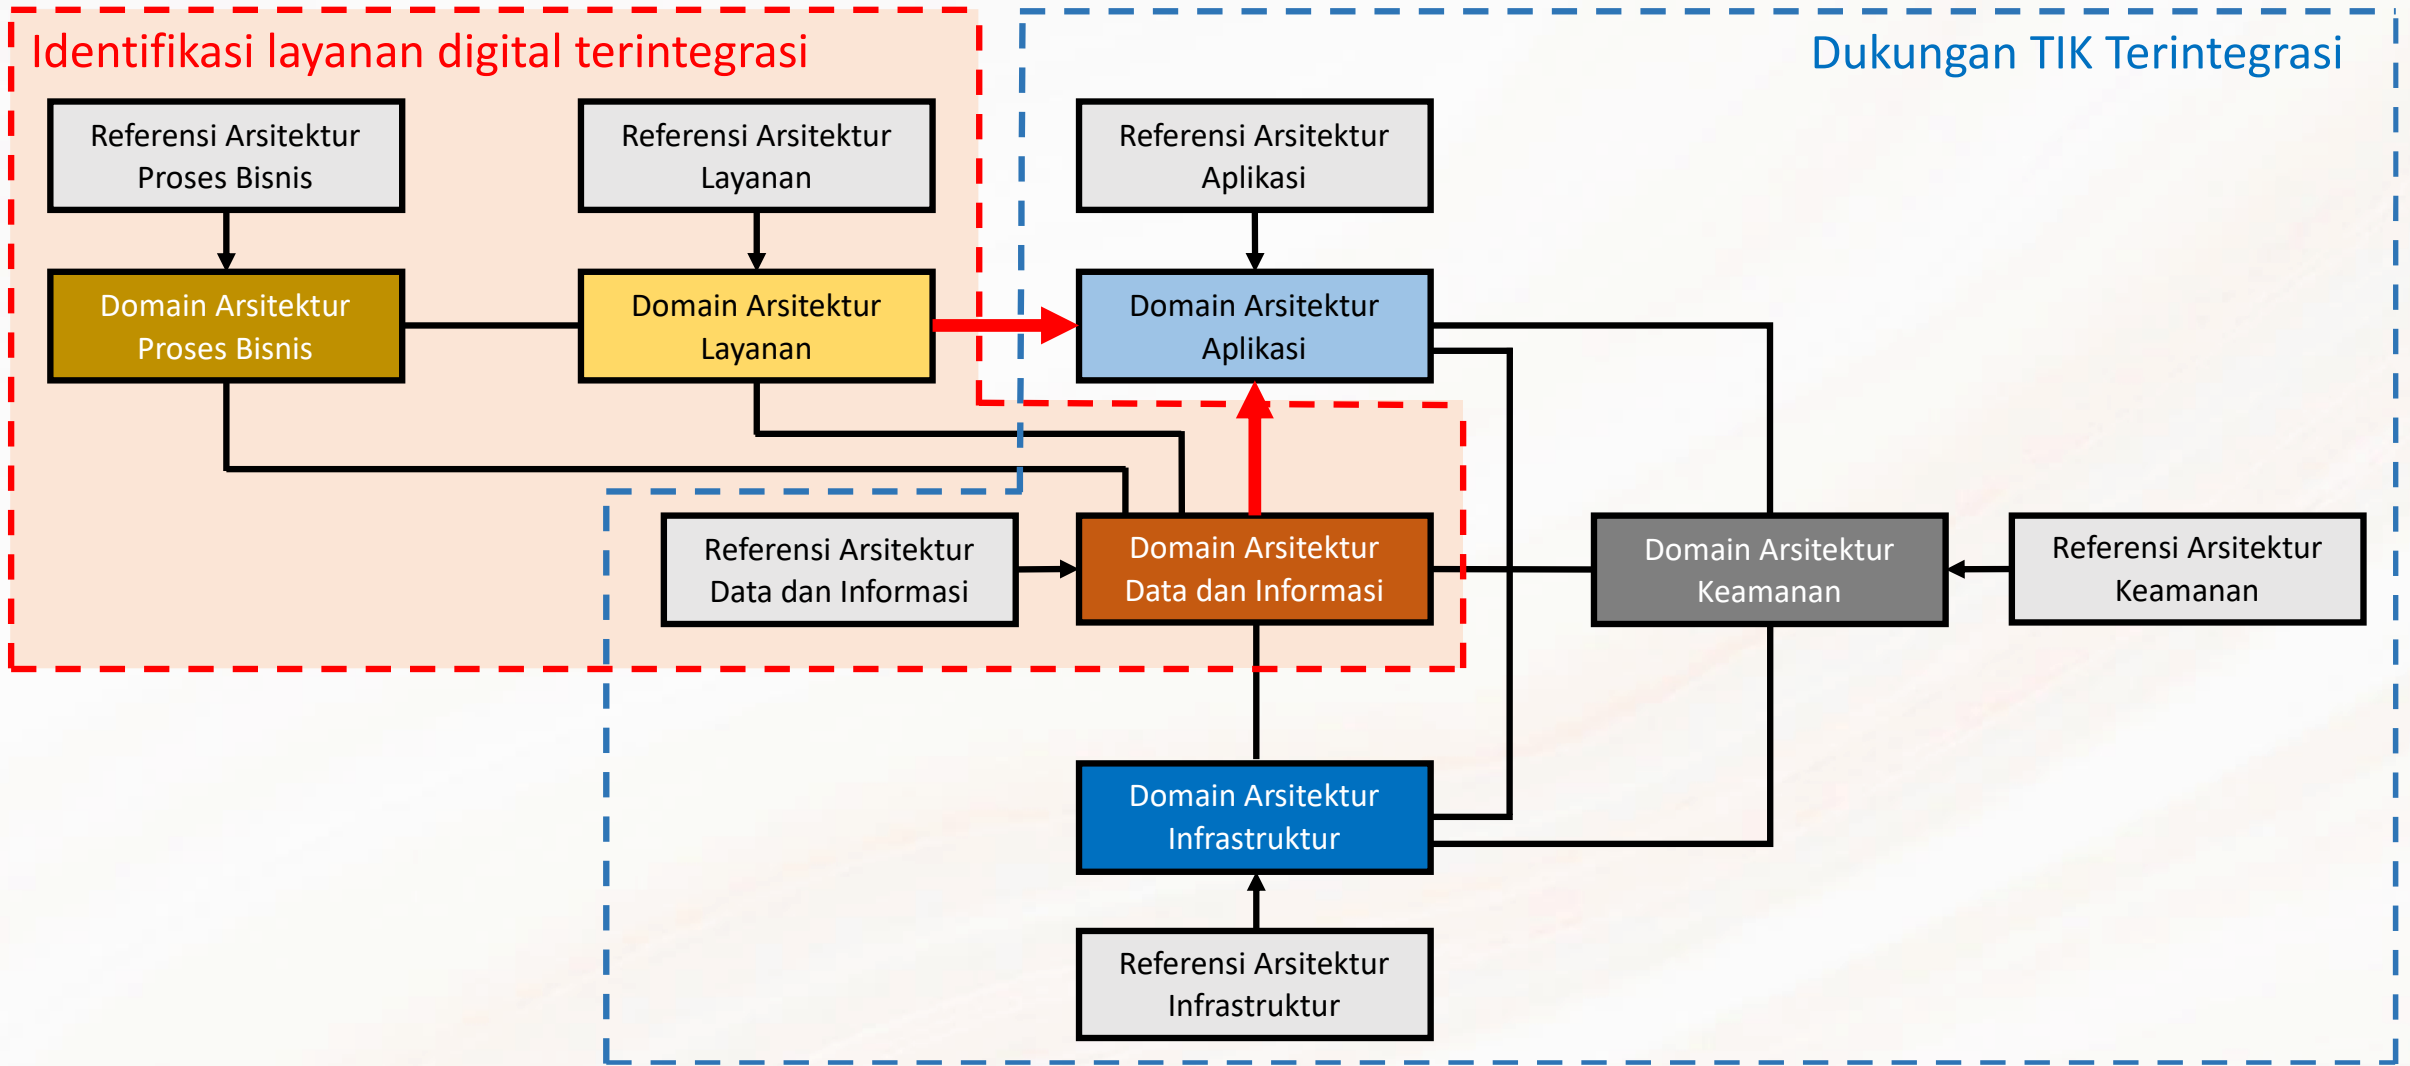 Identifikasi layanan digital terintegrasi
Dukungan TIK Terintegrasi
Referensi Arsitektur
Proses Bisnis
Referensi Arsitektur
Layanan
Referensi Arsitektur
Aplikasi
Domain Arsitektur
Proses Bisnis
Domain Arsitektur
Layanan
Domain Arsitektur
Aplikasi
Referensi Arsitektur
Data dan Informasi
Domain Arsitektur
Data dan Informasi
Domain Arsitektur
Keamanan
Referensi Arsitektur
Keamanan
Domain Arsitektur
Infrastruktur
Referensi Arsitektur
Infrastruktur